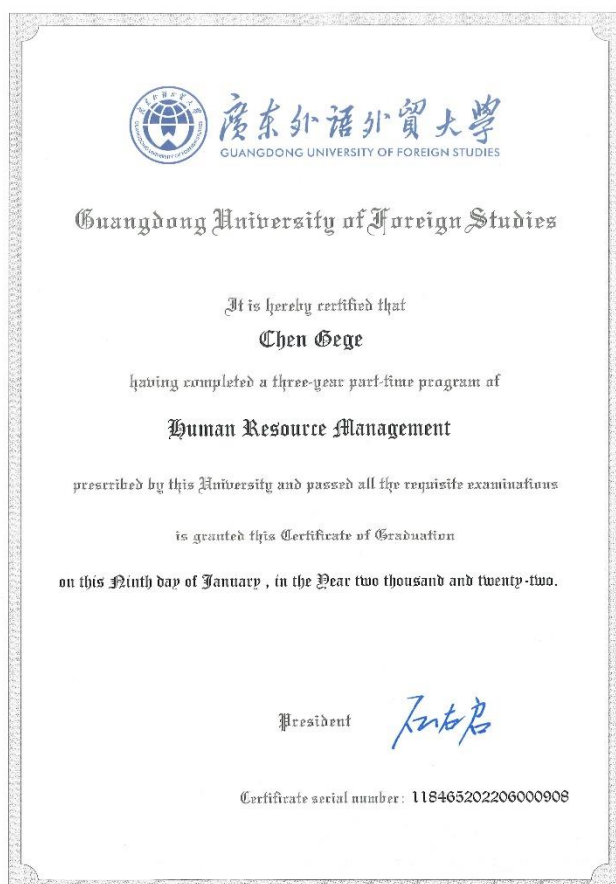 廣东外语外貿大學
GUANGDONG UNIVERSITY OF FOREIGN STUDIES
Guangdong University of Foreign Studies
It is hereby certified that
Chen Gege
having completed a three-year part-time program of
Human Resource Management
prescribed by this University and passed all the requisite examinations
is granted this Certificate of Graduation
on this Ninth day of January , in the Year two thousand and twenty-two.
President
Certificate serial number: 118465202206000908